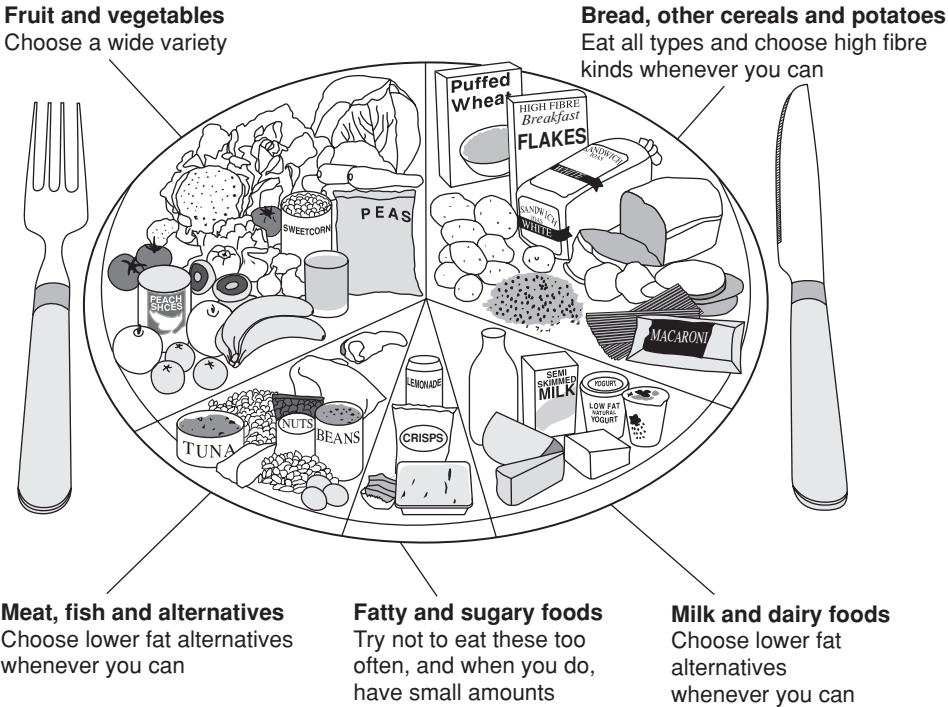 Fruit and vegetables
Choose a wide variety
Bread, other cereals and potatoes
Eat all types and choose high fibre
kinds whenever you can
Puffed
Wheat
HIGH FIBRE
Breakfast
FLAKES
SANDWICH
SANDWICH
WHITE
PEAS
SWEETCORN
PEACH
MACARONI
LEMONADE
CRISPS
SEMI
SKIMMED
MILK
YOGURT
LOW FAT
NATURAL
YOGURT
NUTS
BEANS
TUNA
Meat, fish and alternatives
Choose lower fat alternatives
whenever you can
Fatty and sugary foods
Try not to eat these too
often, and when you do,
have small amounts
Milk and dairy foods
Choose lower fat
alternatives
whenever you can